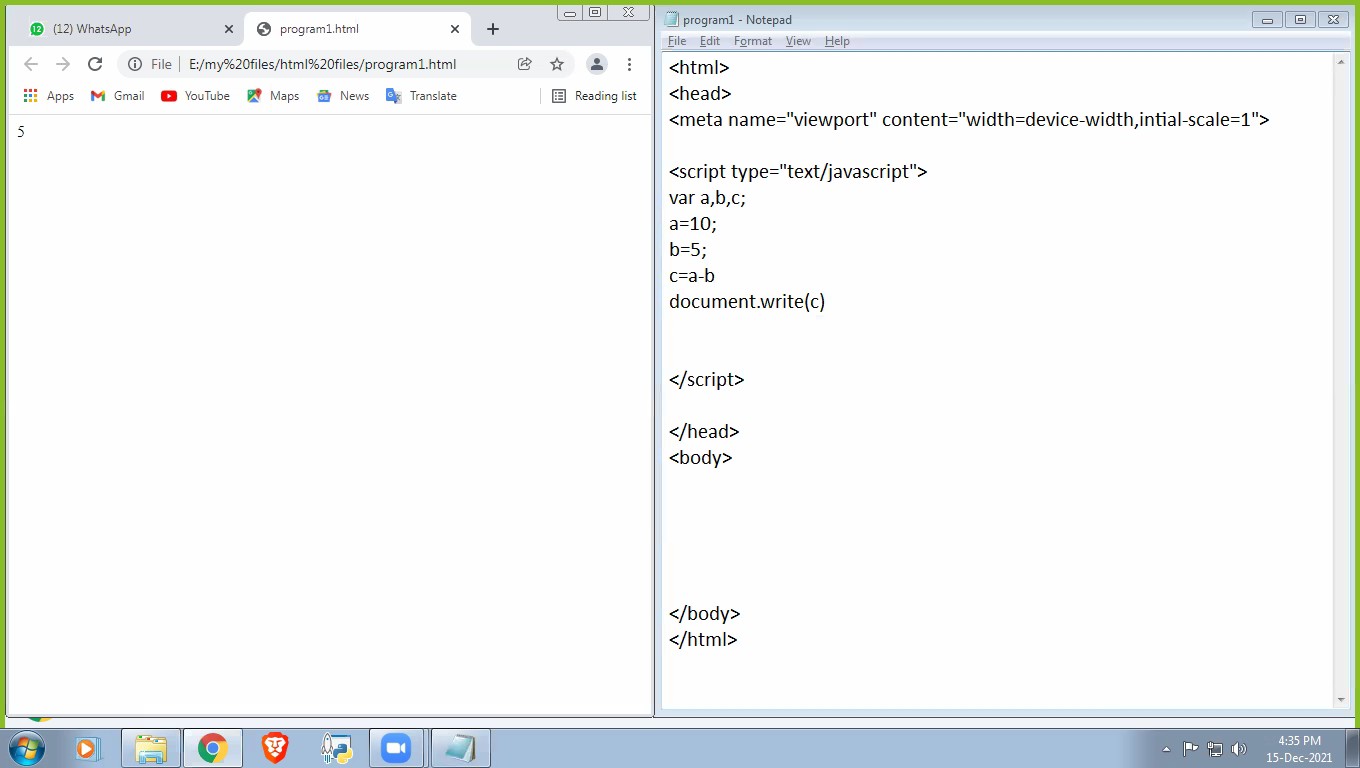 12 (12) WhatsApp
program1.html
File E:/my%20files/html%20files/program1.html
Apps Gmail YouTube Maps News Translate Reading list
5
program1 - Notepad
File Edit Format View Help
<html>
<head>
<meta name="viewport" content="width=device-width,intial-scale=1">
<script type="text/javascript">
var a,b,c;
a=10;
b=5;
c=a-b
document.write(c)
</script>
</head>
<body>
</body>
</html>
4:35 PM
15-Dec-2021